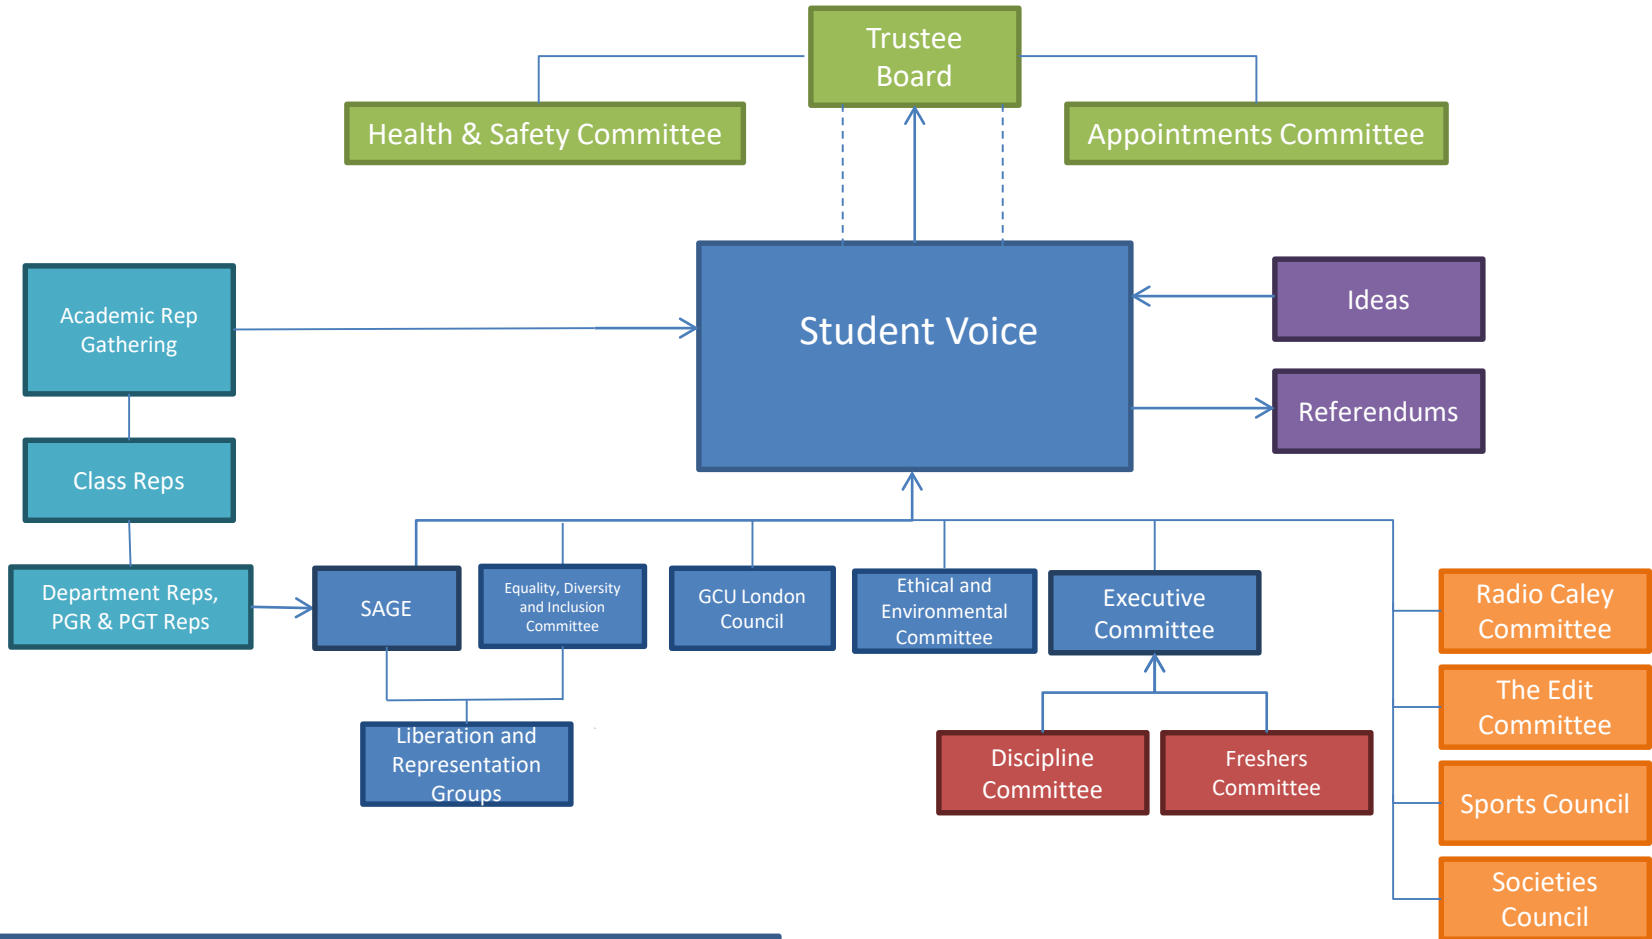 Trustee
Board
Health & Safety Committee
Appointments Committee
Academic Rep
Gathering
Student Voice
Ideas
Referendums
Class Reps
Department Reps,
PGR & PGT Reps
SAGE
Equality, Diversity
and Inclusion
Committee
GCU London
Council
Ethical and
Environmental
Committee
Executive
Committee
Radio Caley
Committee
The Edit
Committee
Liberation and
Representation
Groups
Discipline
Committee
Freshers
Committee
Sports Council
Societies
Council